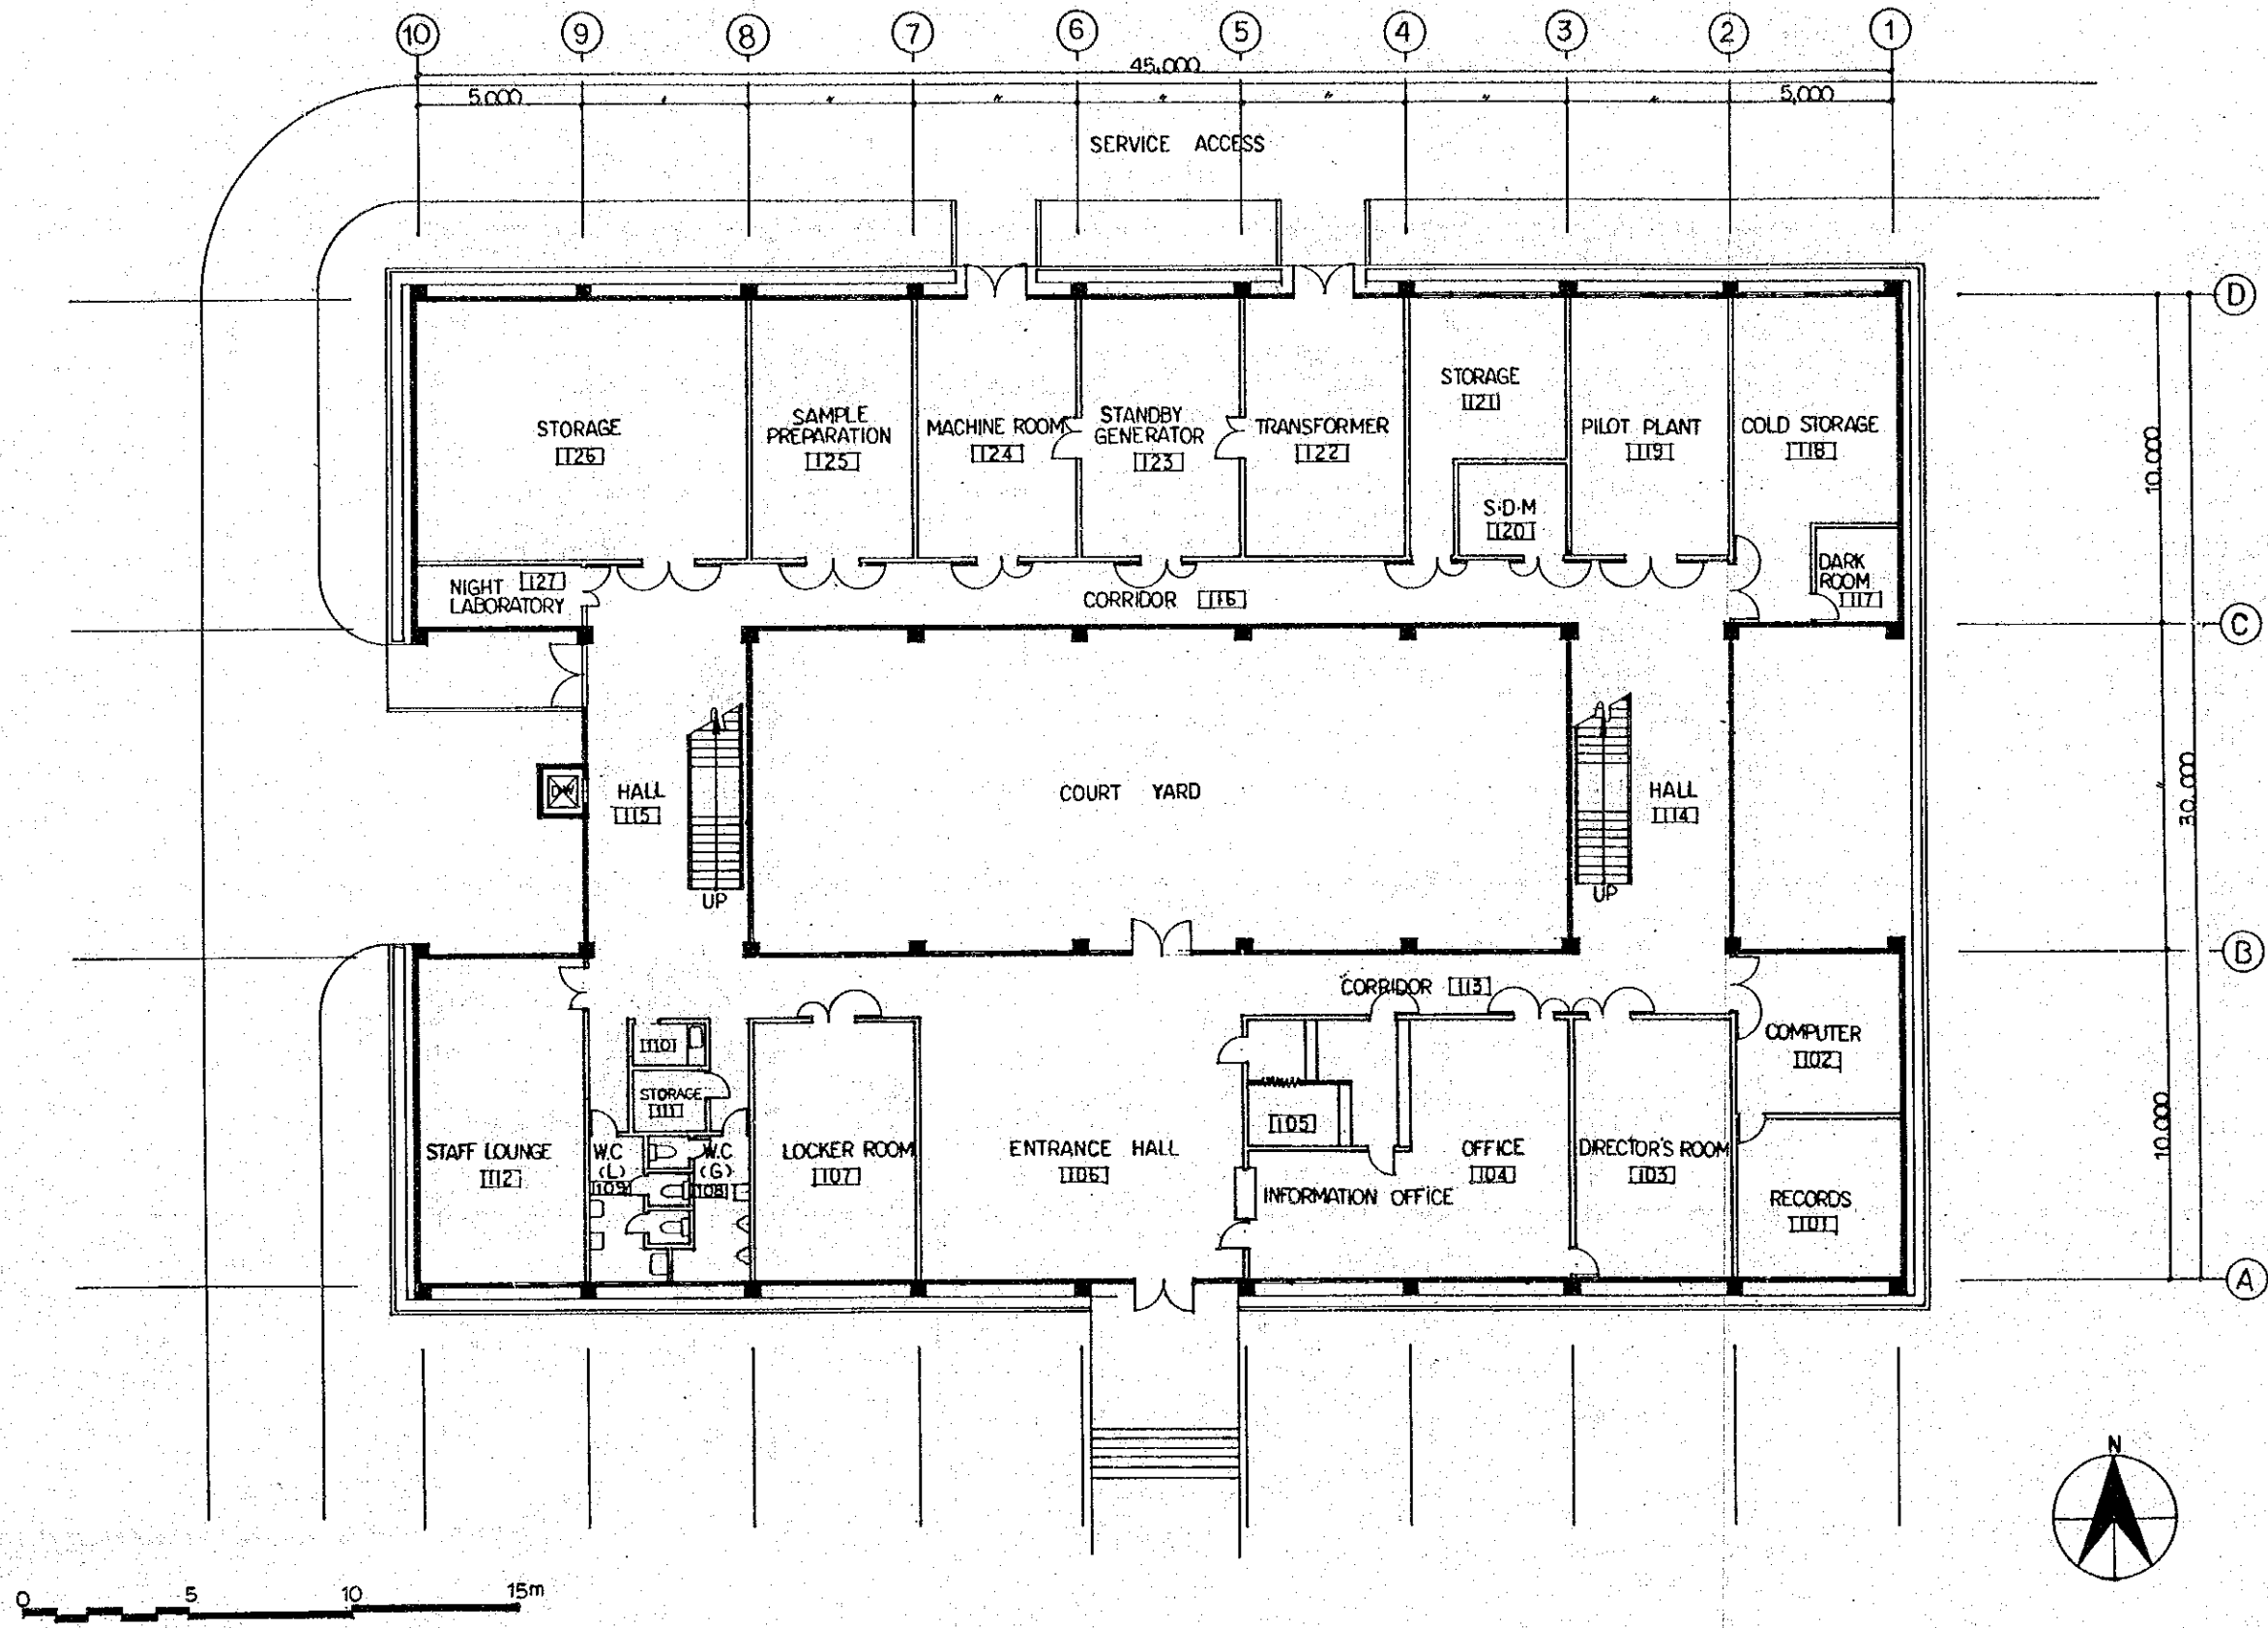 10 9 8 7 6 5 4 3 2 1
45,000
5,000 〃 〃 〃 〃 〃 〃 〃 5,000
SERVICE ACCESS
D
STORAGE
126
SAMPLE
PREPARATION
125
MACHINE ROOM
124
STANDBY
GENERATOR
123
TRANSFORMER
122
STORAGE
121
S·D·M
120
PILOT PLANT
119
COLD STORAGE
118
DARK
ROOM
117
10,000
NIGHT 127
LABORATORY
CORRIDOR 116
C
D·W
HALL
115
UP
COURT YARD
HALL
114
UP
〃
30,000
B
CORRIDOR 113
COMPUTER
102
110
STORAGE
111
STAFF LOUNGE
112
W.C
(L)
109
W.C
(G)
108
LOCKER ROOM
107
ENTRANCE HALL
106
105
INFORMATION OFFICE
OFFICE
104
DIRECTOR'S ROOM
103
RECORDS
101
10,000
A
N
0 5 10 15m